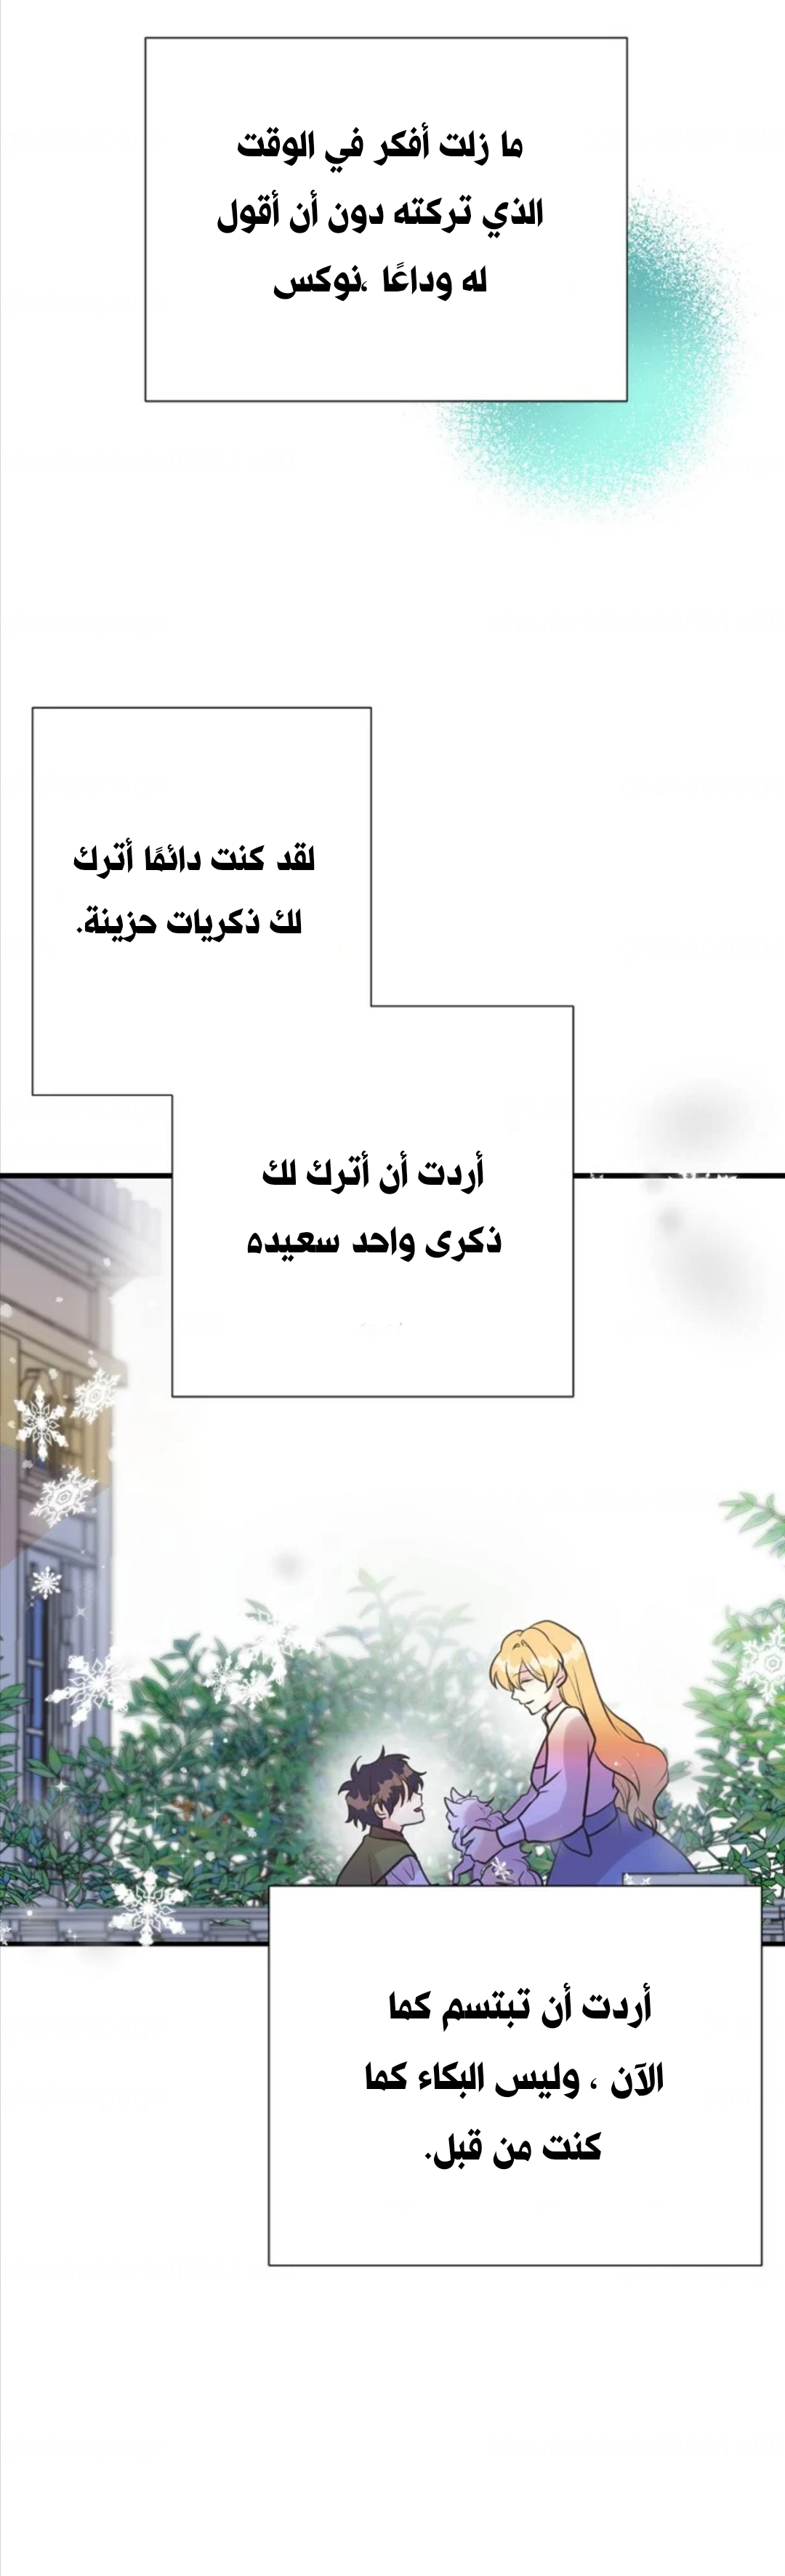 ما زلت أفكر في الوقت
الذي تركته دون أن أقول
له وداعًا ،نوكس
لقد كنت دائمًا أترك
لك ذكريات حزينة.
أردت أن أترك لك
ذكرى واحد سعيده
أردت أن تبتسم كما
الآن ، وليس البكاء كما
كنت من قبل.